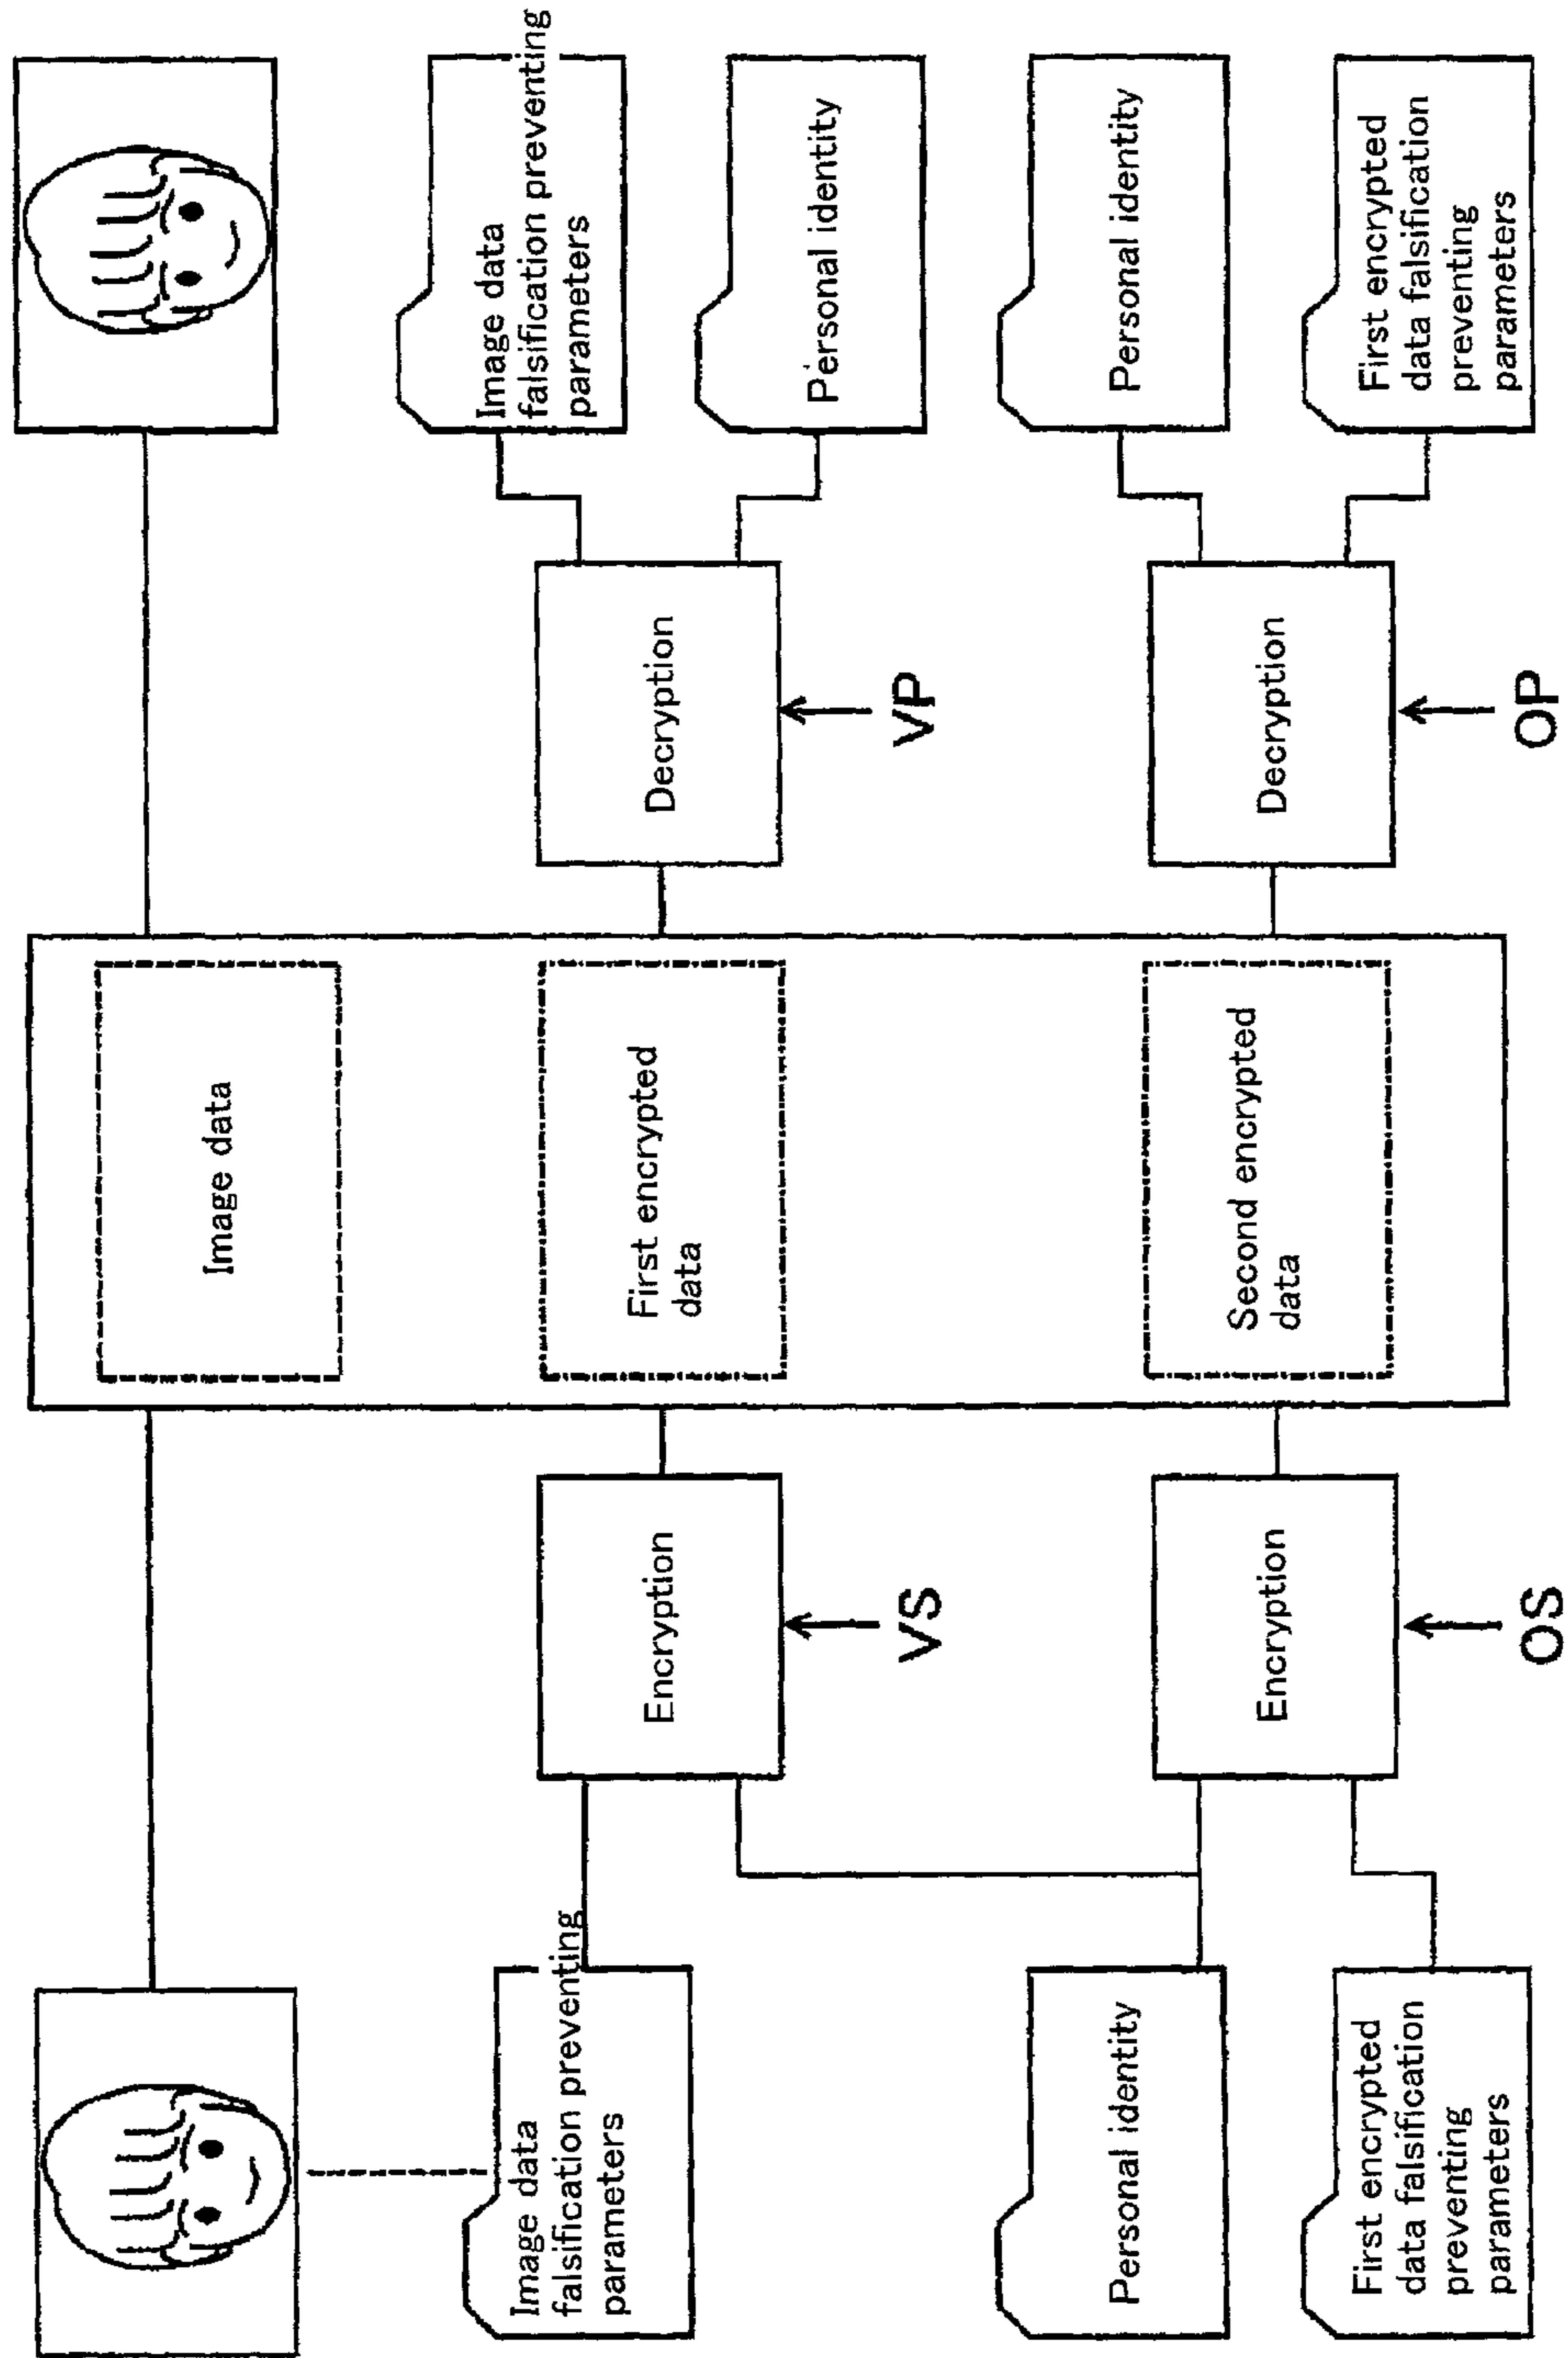 Image data
falsification preventing
parameters
Personal identity
First encrypted
data falsification
preventing
parameters
Encryption
VS
Encryption
OS
Image data
First encrypted
data
Second encrypted
data
Decryption
VP
Decryption
OP
Image data
falsification preventing
parameters
Personal identity
Personal identity
First encrypted
data falsification
preventing
parameters